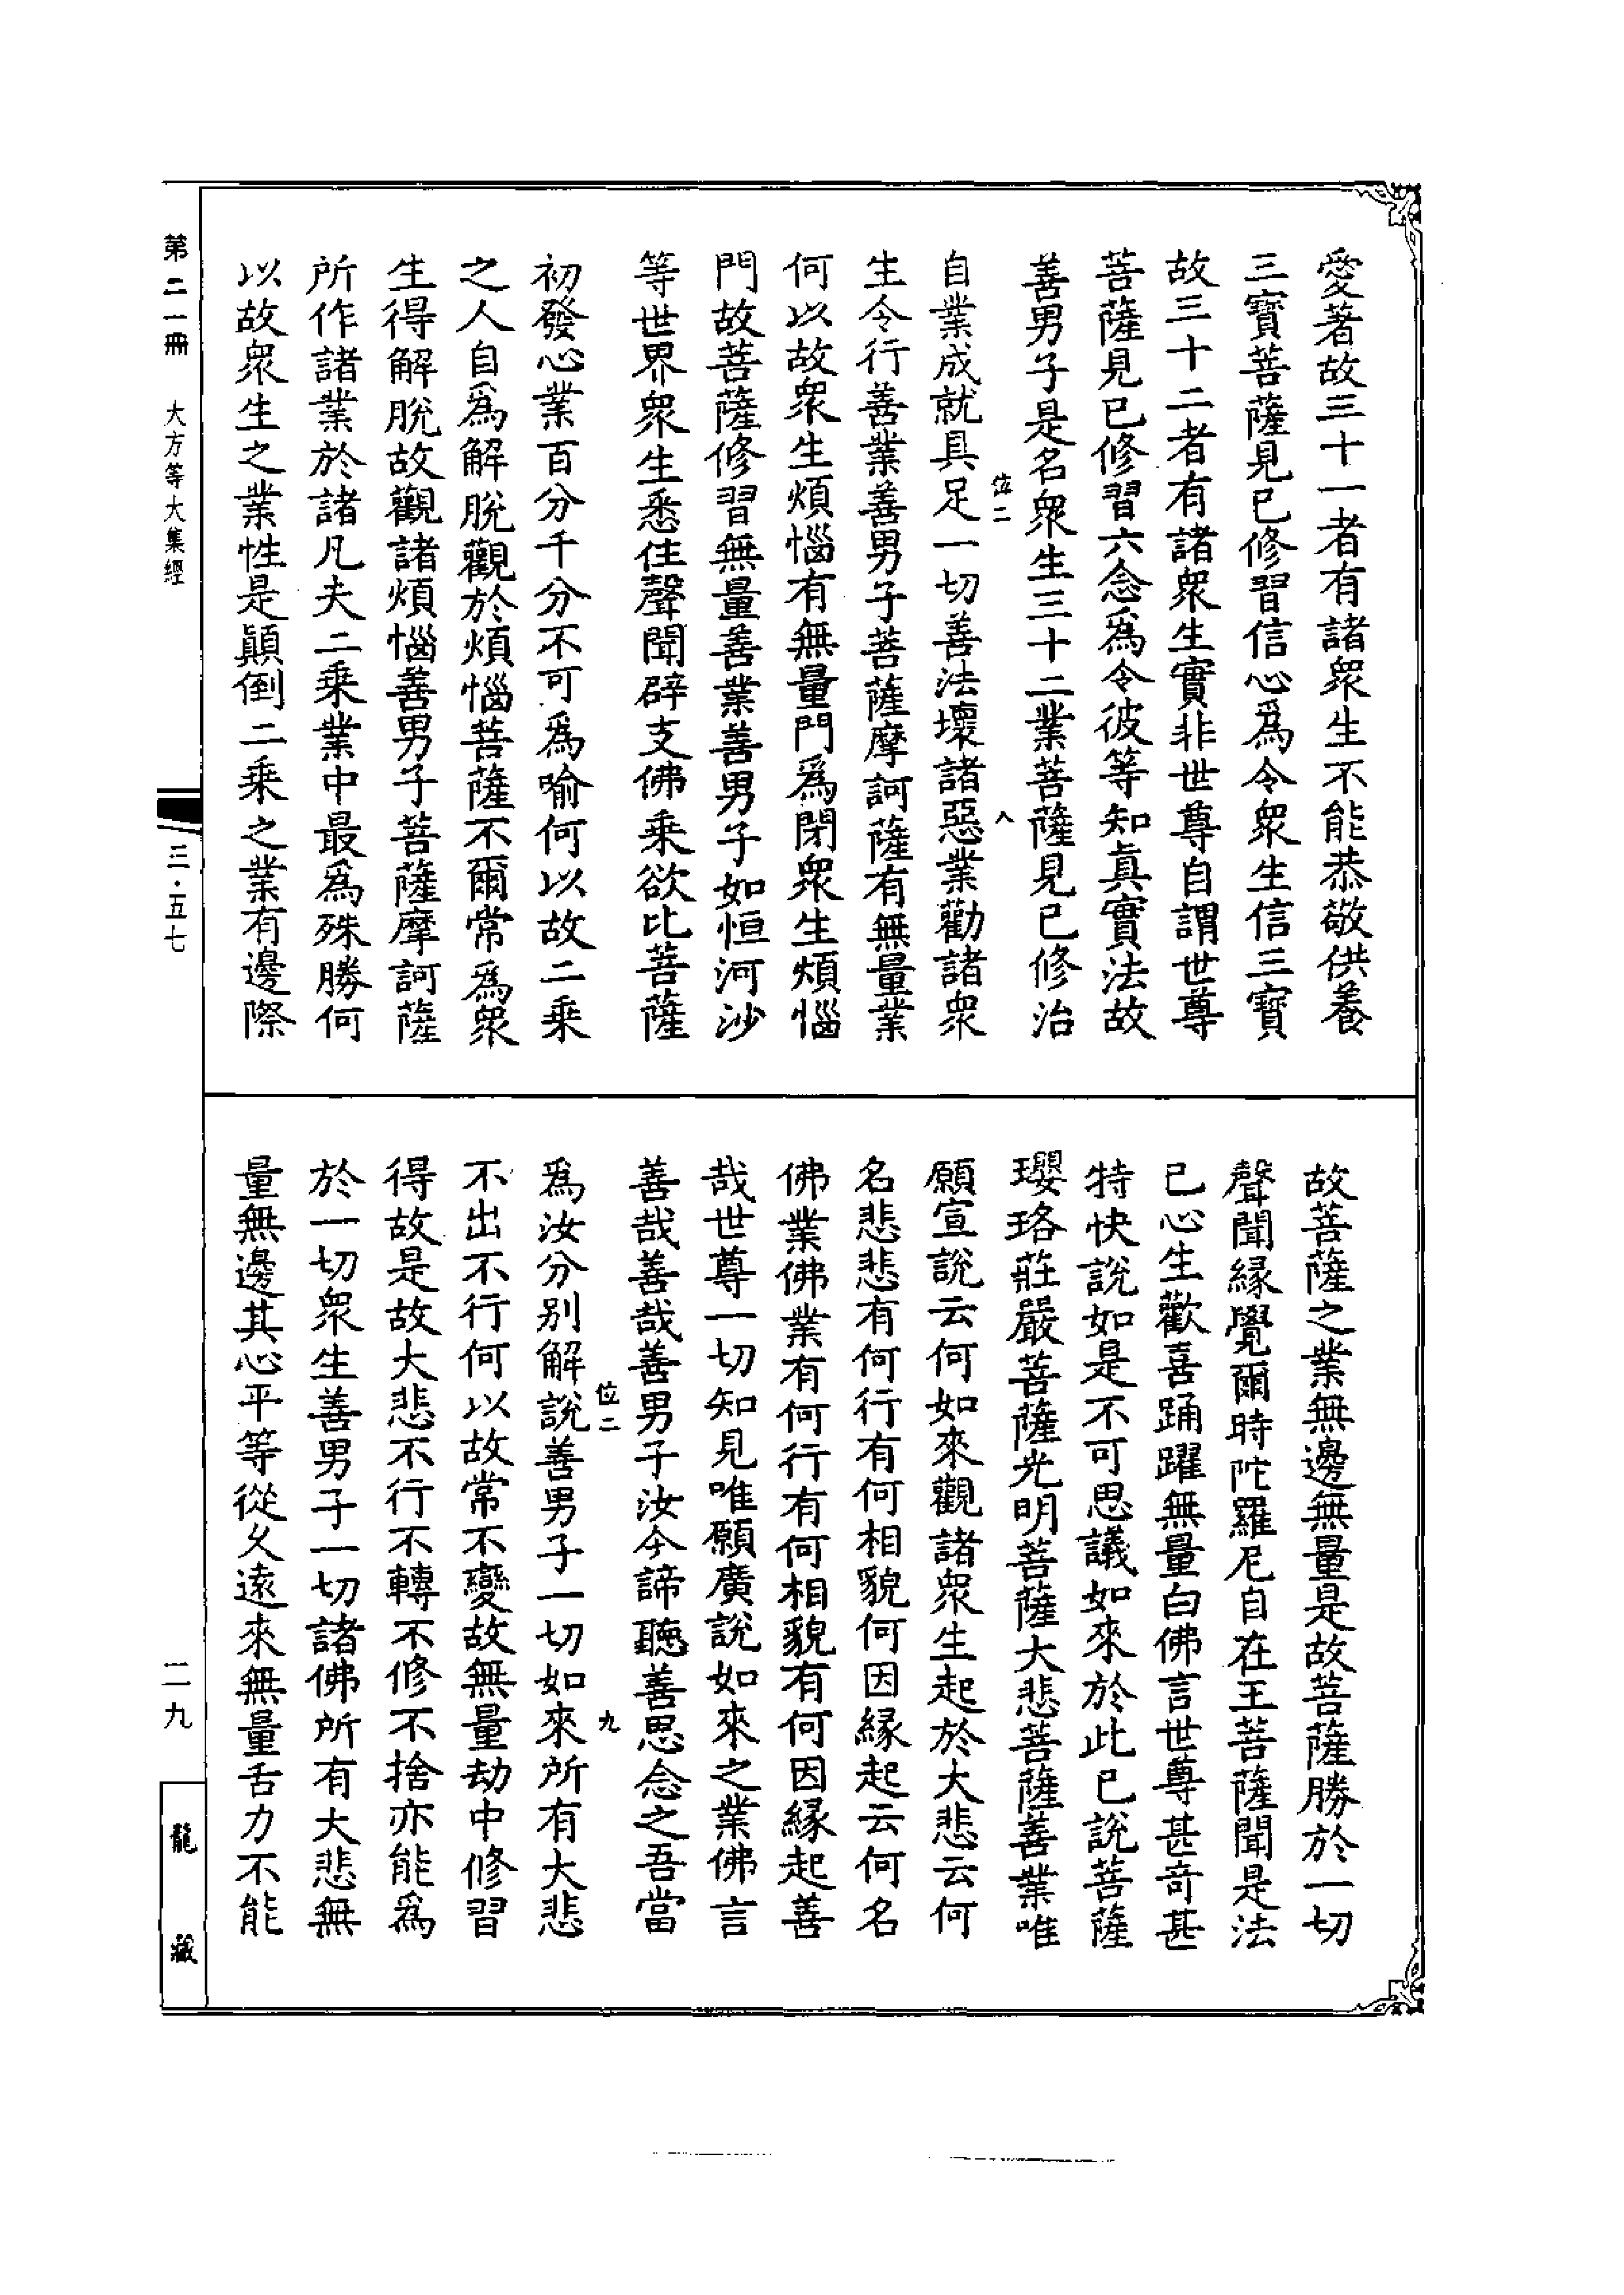 愛著故三十一者有諸衆生不能恭敬供養
三寶菩薩見已修習信心爲令衆生信三寶
故三十二者有諸衆生實非世尊自謂世尊
菩薩見已修習六念爲令彼等知真實法故
善男子是名衆生三十二業菩薩見已修治
位二
八
自業成就具足一切善法壞諸惡業勸諸衆
生令行善業善男子菩薩摩訶薩有無量業
何以故衆生煩惱有無量門爲閉衆生煩惱
門故菩薩修習無量善業善男子如恒河沙
等世界衆生悉住聲聞辟支佛乘欲比菩薩
初發心業百分千分不可爲喻何以故二乘
之人自爲解脫觀於煩惱菩薩不爾常爲衆
生得解脫故觀諸煩惱善男子菩薩摩訶薩
所作諸業於諸凡夫二乘業中最爲殊勝何
以故衆生之業性是顚倒二乘之業有邊際
故菩薩之業無邊無量是故菩薩勝於一切
聲聞緣覺爾時陀羅尼自在王菩薩聞是法
已心生歡喜踊躍無量白佛言世尊甚奇甚
特快說如是不可思議如來於此已說菩薩
瓔珞莊嚴菩薩光明菩薩大悲菩薩善業唯
願宣說云何如來觀諸衆生起於大悲云何
名悲悲有何行有何相貌何因緣起云何名
佛業佛業有何行有何相貌有何因緣起善
哉世尊一切知見唯願廣說如來之業佛言
善哉善哉善男子汝今諦聽善思念之吾當
位二
九
爲汝分別解說善男子一切如來所有大悲
不出不行何以故常不變故無量劫中修習
得故是故大悲不行不轉不修不捨亦能爲
於一切衆生善男子一切諸佛所有大悲無
量無邊其心平等從久遠來無量舌力不能
第二一冊 大方等大集經
三·五七
二九
龍藏